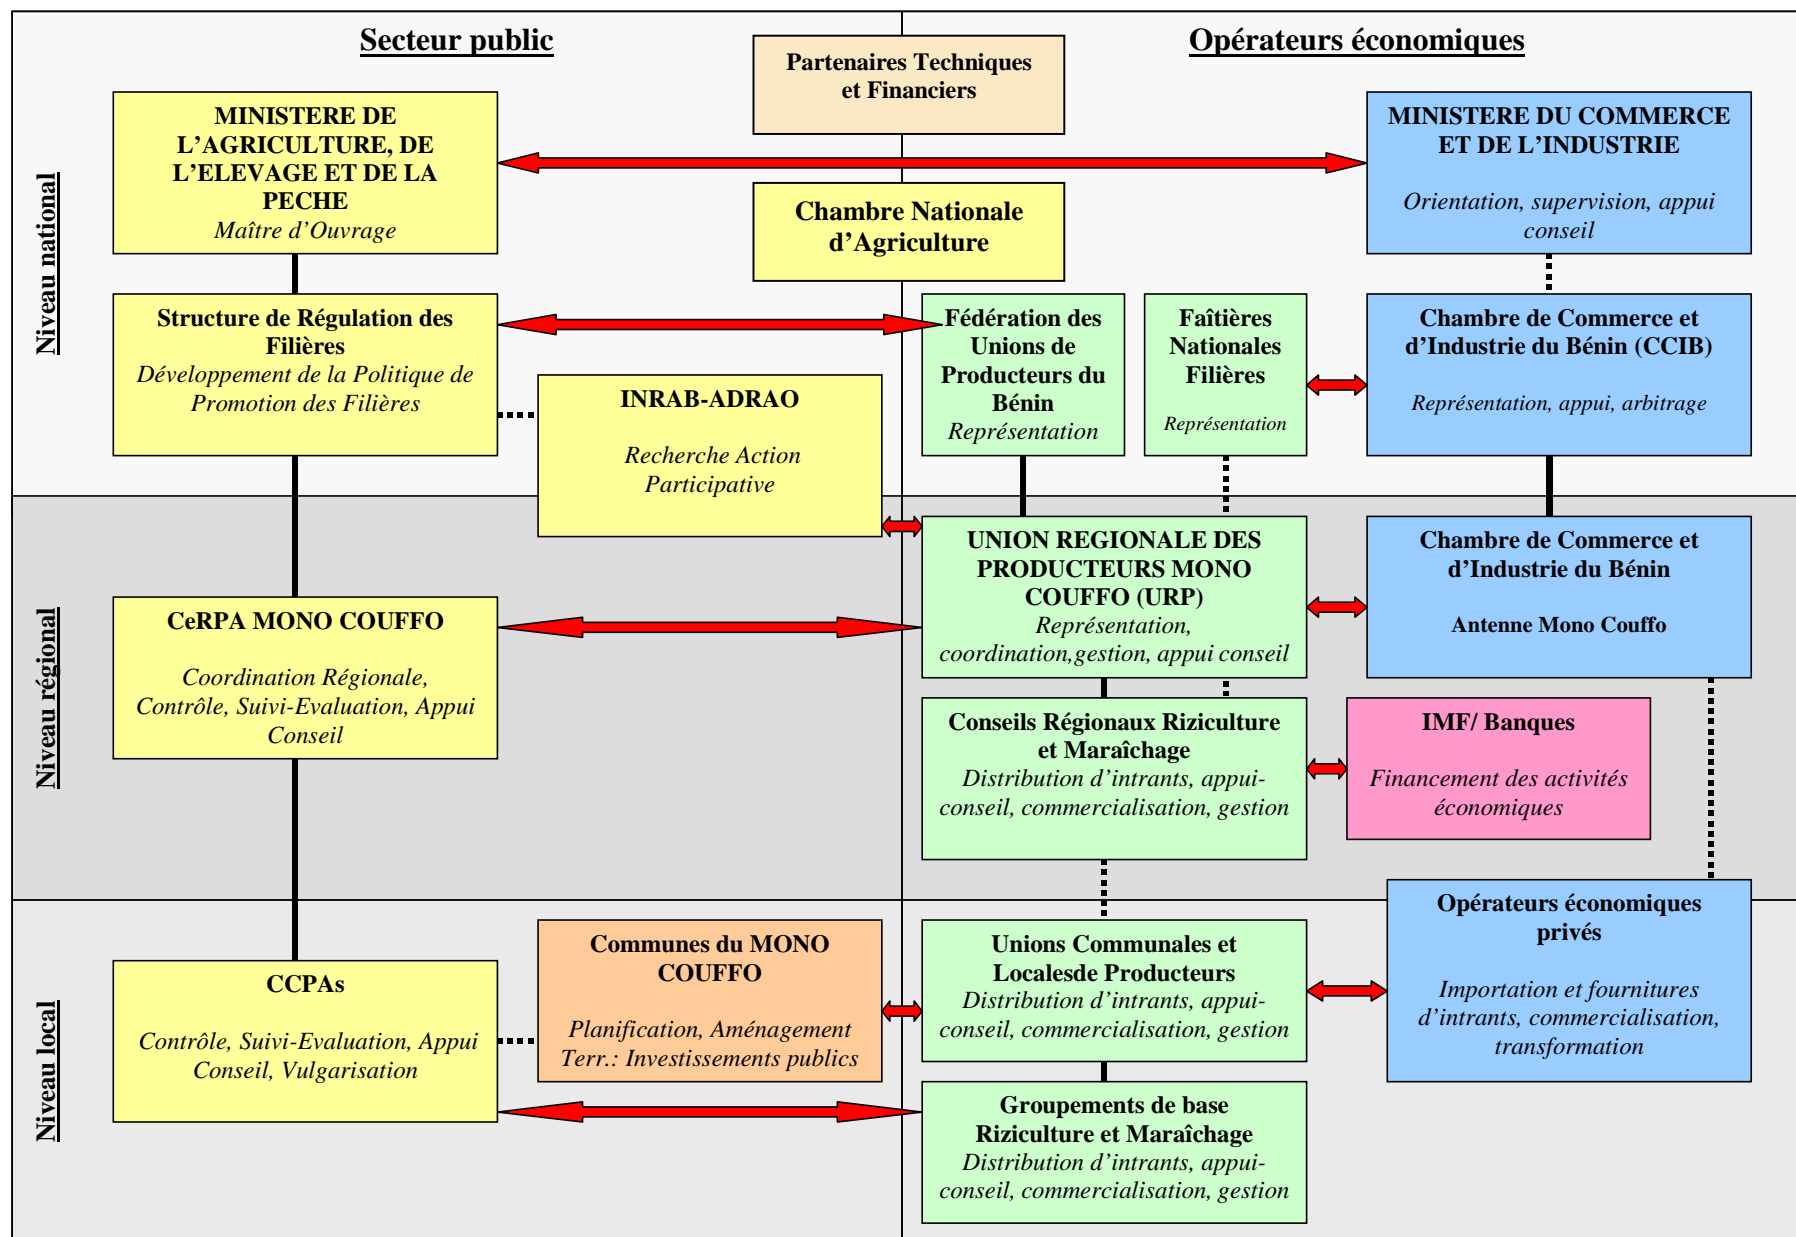 Secteur public
Opérateurs économiques
Partenaires Techniques
et Financiers
Niveau national
MINISTERE DE
L’AGRICULTURE, DE
L’ELEVAGE ET DE LA
PECHE
Maître d’Ouvrage
MINISTERE DU COMMERCE
ET DE L’INDUSTRIE
Orientation, supervision, appui
conseil
Chambre Nationale
d’Agriculture
Structure de Régulation des
Filières
Développement de la Politique de
Promotion des Filières
INRAB-ADRAO
Recherche Action
Participative
Fédération des
Unions de
Producteurs du
Bénin
Représentation
Faîtières
Nationales
Filières
Représentation
Chambre de Commerce et
d’Industrie du Bénin (CCIB)
Représentation, appui, arbitrage
Niveau régional
CeRPA MONO COUFFO
Coordination Régionale,
Contrôle, Suivi-Evaluation, Appui
Conseil
UNION REGIONALE DES
PRODUCTEURS MONO
COUFFO (URP)
Représentation,
coordination,gestion, appui conseil
Chambre de Commerce et
d’Industrie du Bénin
Antenne Mono Couffo
Conseils Régionaux Riziculture
et Maraîchage
Distribution d’intrants, appui-
conseil, commercialisation, gestion
IMF/ Banques
Financement des activités
économiques
Niveau local
CCPAs
Contrôle, Suivi-Evaluation, Appui
Conseil, Vulgarisation
Communes du MONO
COUFFO
Planification, Aménagement
Terr.: Investissements publics
Unions Communales et
Localesde Producteurs
Distribution d’intrants, appui-
conseil, commercialisation, gestion
Opérateurs économiques
privés
Importation et fournitures
d’intrants, commercialisation,
transformation
Groupements de base
Riziculture et Maraîchage
Distribution d’intrants, appui-
conseil, commercialisation, gestion